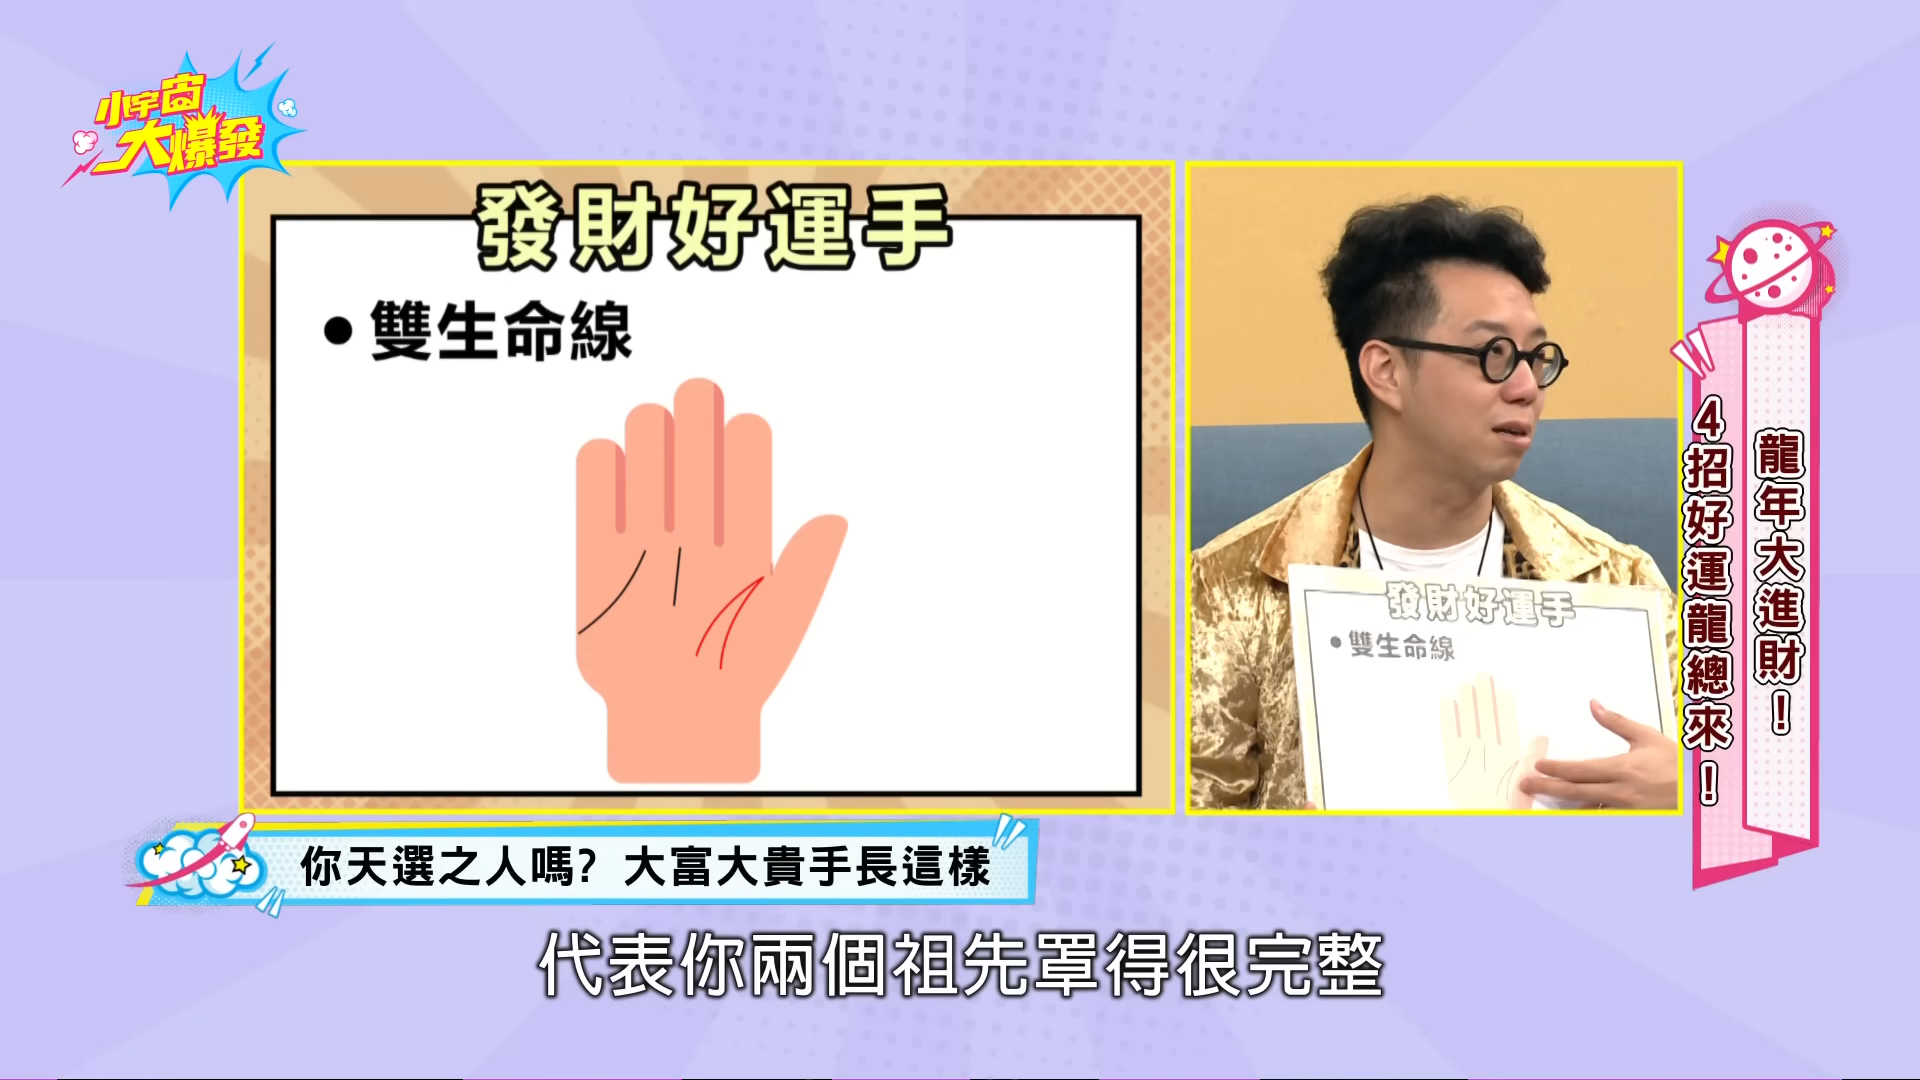 小宇宙
大爆發
發財好運手
•雙生命線
發財好運手
•雙生命線
龍年大進財！
4招好運龍總來！
你天選之人嗎？大富大貴手長這樣
代表你兩個祖先罩得很完整